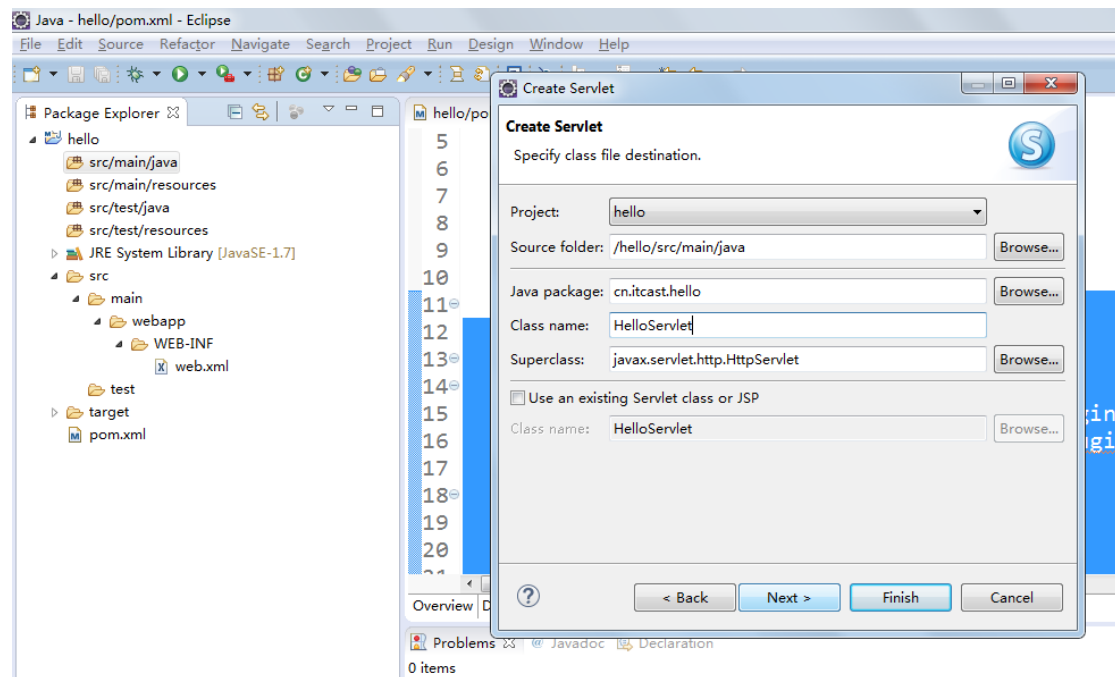 Java - hello/pom.xml - Eclipse
File Edit Source Refactor Navigate Search Project Run Design Window Help
Package Explorer
hello
src/main/java
src/main/resources
src/test/java
src/test/resources
JRE System Library [JavaSE-1.7]
src
main
webapp
WEB-INF
web.xml
test
target
pom.xml
hello/po
5
6
7
8
9
10
11
12
13
14
15
16
17
18
19
20
21
Overview D
Problems @ Javadoc Declaration
0 items
Create Servlet
Create Servlet
Specify class file destination.
S
Project: hello
Source folder: /hello/src/main/java Browse...
Java package: cn.itcast.hello Browse...
Class name: HelloServlet
Superclass: javax.servlet.http.HttpServlet Browse...
Use an existing Servlet class or JSP
Class name: HelloServlet Browse...
? < Back Next > Finish Cancel